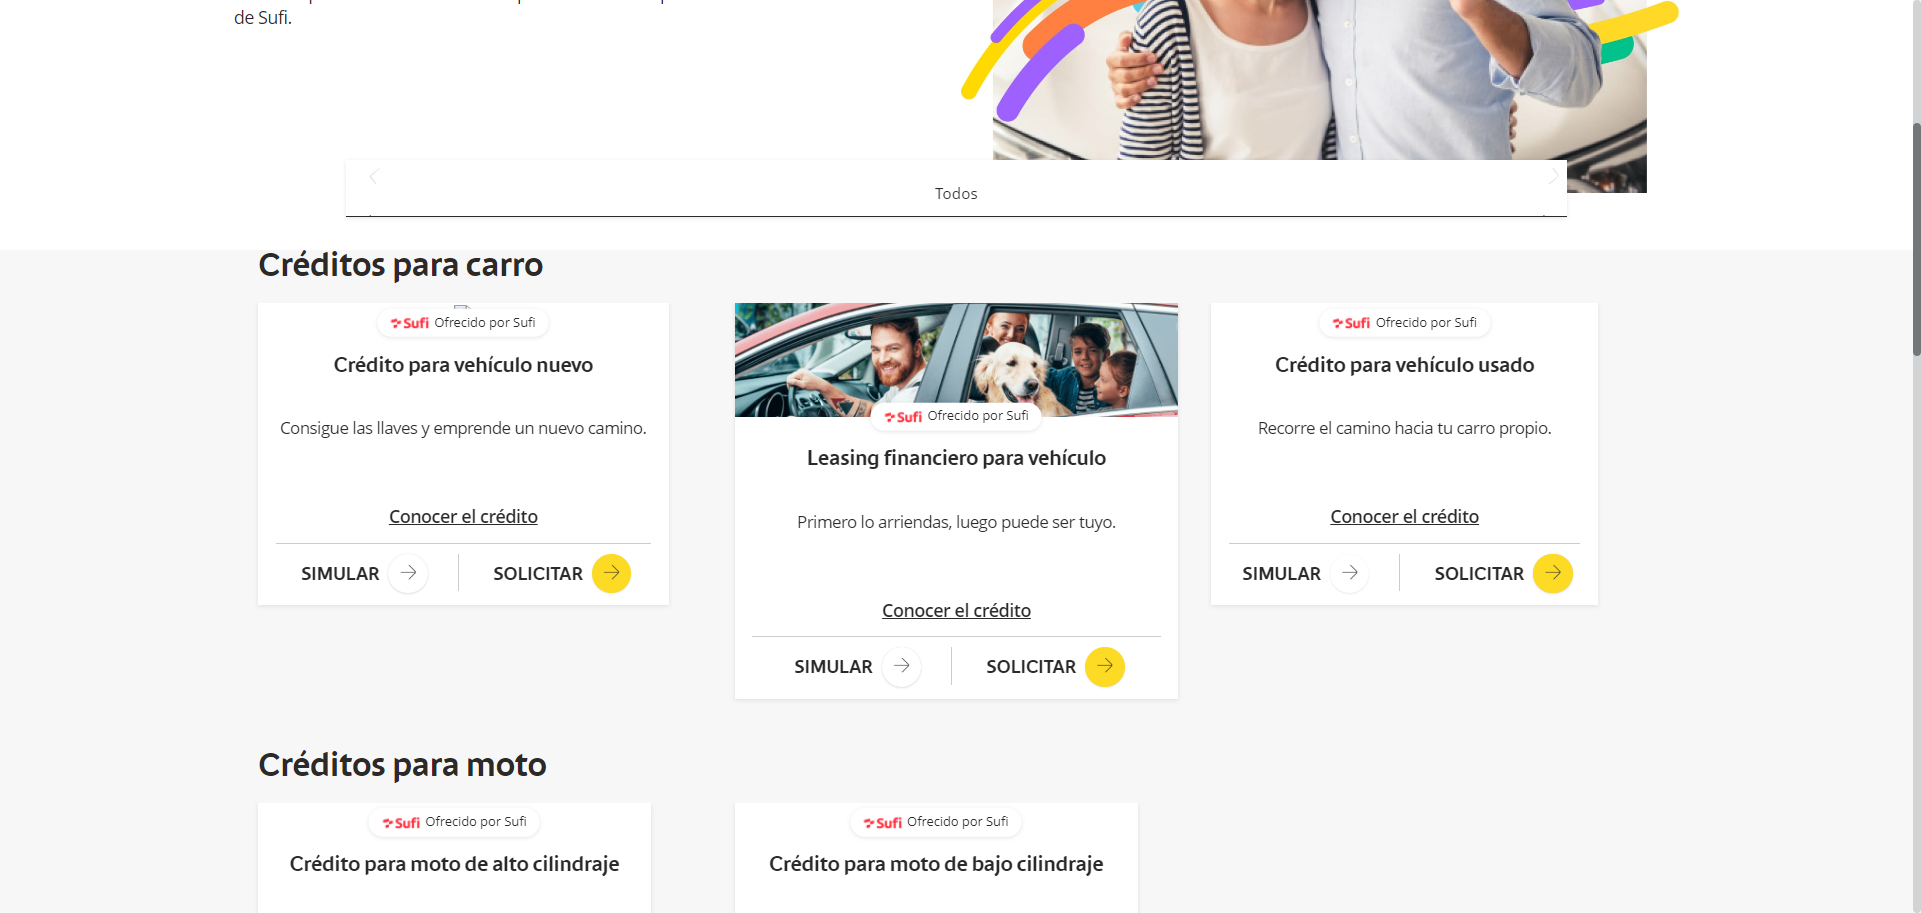 de Sufi.
Todos
Créditos para carro
Sufi Ofrecido por Sufi
Crédito para vehículo nuevo
Consigue las llaves y emprende un nuevo camino.
Conocer el crédito
SIMULAR SOLICITAR
Sufi Ofrecido por Sufi
Leasing financiero para vehículo
Primero lo arriendas, luego puede ser tuyo.
Conocer el crédito
SIMULAR SOLICITAR
Sufi Ofrecido por Sufi
Crédito para vehículo usado
Recorre el camino hacia tu carro propio.
Conocer el crédito
SIMULAR SOLICITAR
Créditos para moto
Sufi Ofrecido por Sufi
Crédito para moto de alto cilindraje
Sufi Ofrecido por Sufi
Crédito para moto de bajo cilindraje